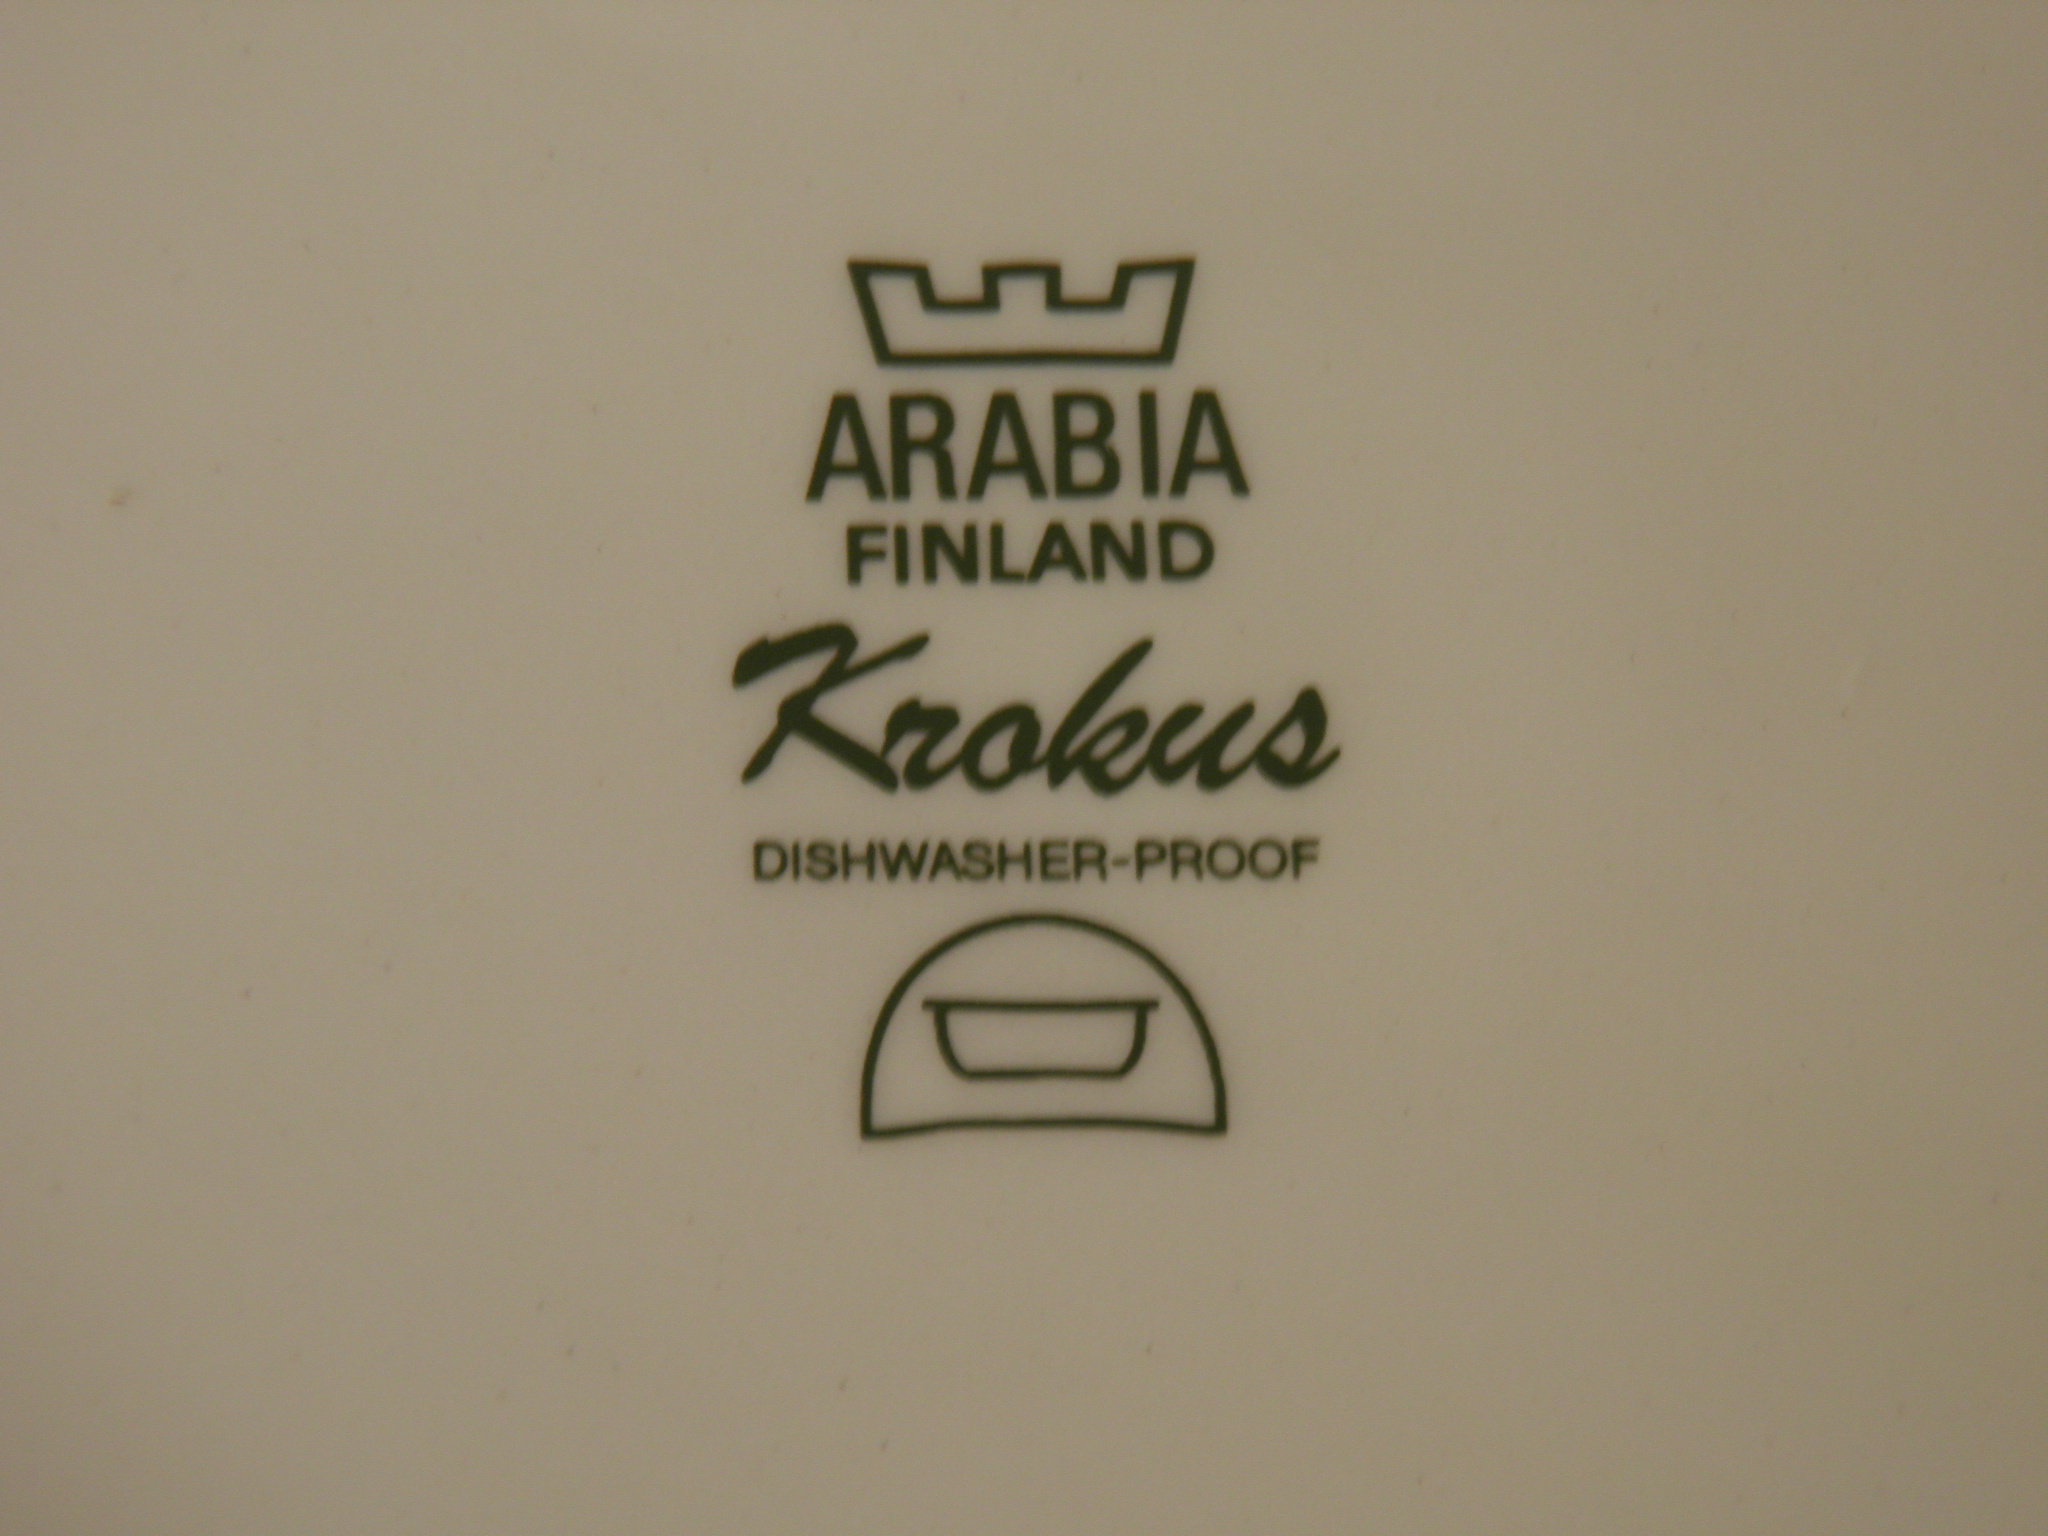 ARABIA
FINLAND
Krokus
DISHWASHER-PROOF